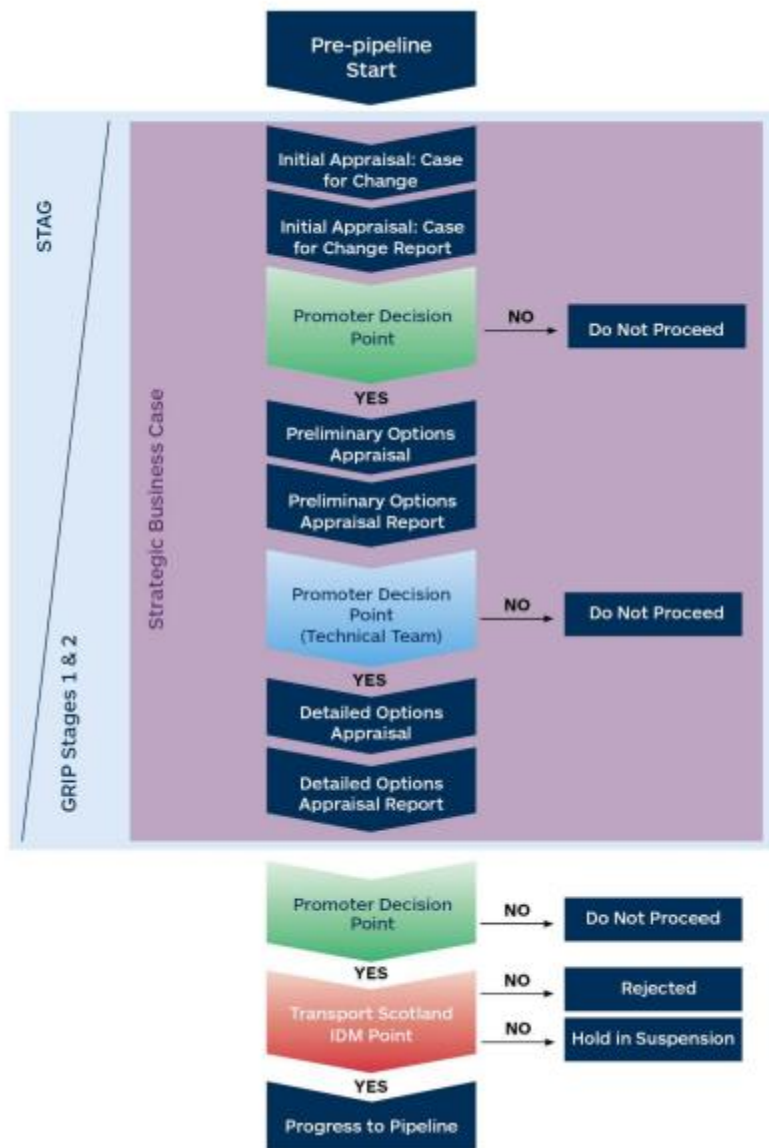 Pre-pipeline
Start
STAG
GRIP Stages 1 & 2
Strategic Business Case
Initial Appraisal: Case
for Change
Initial Appraisal: Case
for Change Report
Promoter Decision
Point
NO
Do Not Proceed
YES
Preliminary Options
Appraisal
Preliminary Options
Appraisal Report
Promoter Decision
Point
(Technical Team)
NO
Do Not Proceed
YES
Detailed Options
Appraisal
Detailed Options
Appraisal Report
Promoter Decision
Point
NO
Do Not Proceed
YES
Transport Scotland
IDM Point
NO
Rejected
NO
Hold in Suspension
YES
Progress to Pipeline